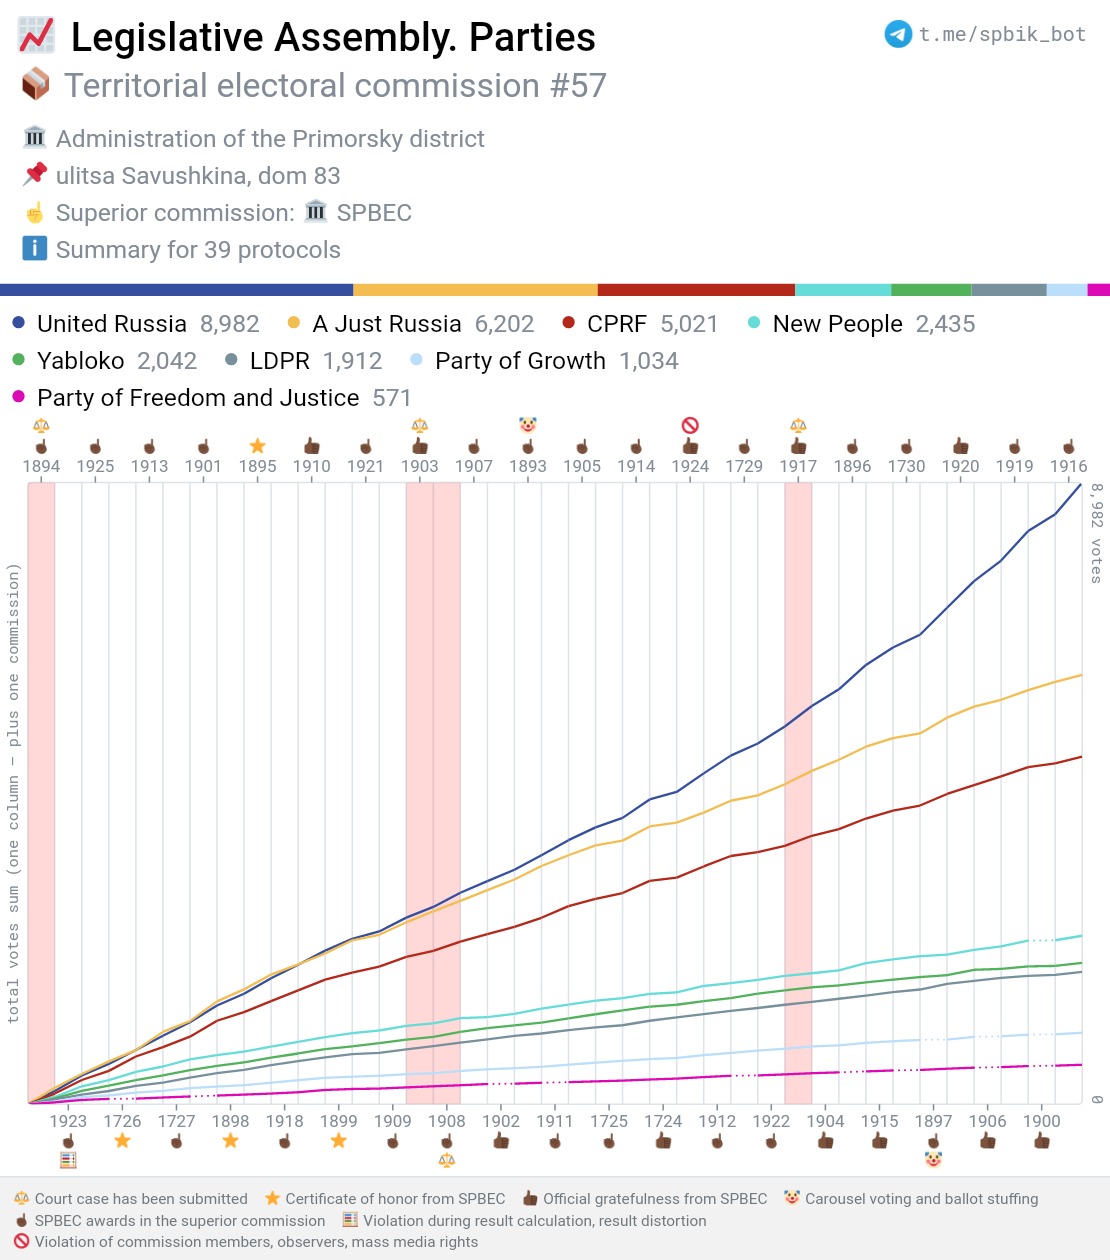 Legislative Assembly. Parties
t.me/spbik_bot
Territorial electoral commission #57
Administration of the Primorsky district
ulitsa Savushkina, dom 83
Superior commission: SPBEC
Summary for 39 protocols
United Russia 8,982 A Just Russia 6,202 CPRF 5,021 New People 2,435
Yabloko 2,042 LDPR 1,912 Party of Growth 1,034
Party of Freedom and Justice 571
1894 1925 1913 1901 1895 1910 1921 1903 1907 1893 1905 1914 1924 1729 1917 1896 1730 1920 1919 1916
8,982 votes
total votes sum (one column – plus one commission)
0
1923 1726 1727 1898 1918 1899 1909 1908 1902 1911 1725 1724 1912 1922 1904 1915 1897 1906 1900
Court case has been submitted Certificate of honor from SPBEC Official gratefulness from SPBEC Carousel voting and ballot stuffing
SPBEC awards in the superior commission Violation during result calculation, result distortion
Violation of commission members, observers, mass media rights